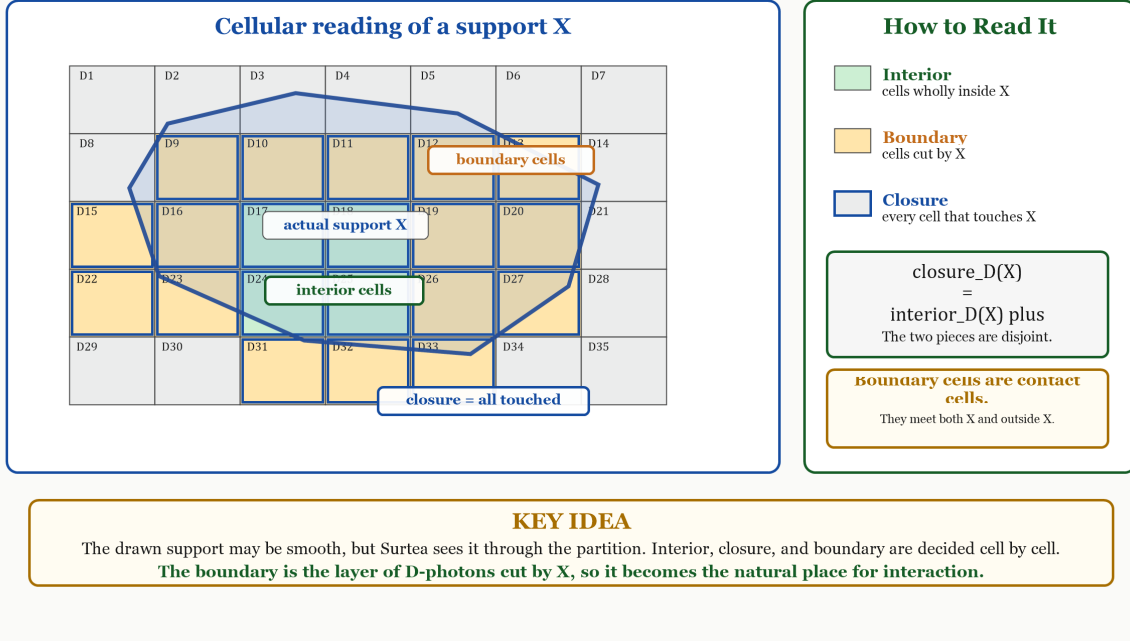 Cellular reading of a support X
D1 D2 D3 D4 D5 D6 D7
D8 D9 D10 D11 D12 D13 D14
boundary cells
D15 D16 D17 D18 D19 D20 D21
actual support X
D22 D23 D24 D26 D27 D28
interior cells
D29 D30 D31 D32 D33 D34 D35
closure = all touched
How to Read It
Interior
cells wholly inside X
Boundary
cells cut by X
Closure
every cell that touches X
closure_D(X)
=
interior_D(X) plus
The two pieces are disjoint.
Boundary cells are contact
cells.
They meet both X and outside X.
KEY IDEA
The drawn support may be smooth, but Surtea sees it through the partition. Interior, closure, and boundary are decided cell by cell.
The boundary is the layer of D-photons cut by X, so it becomes the natural place for interaction.